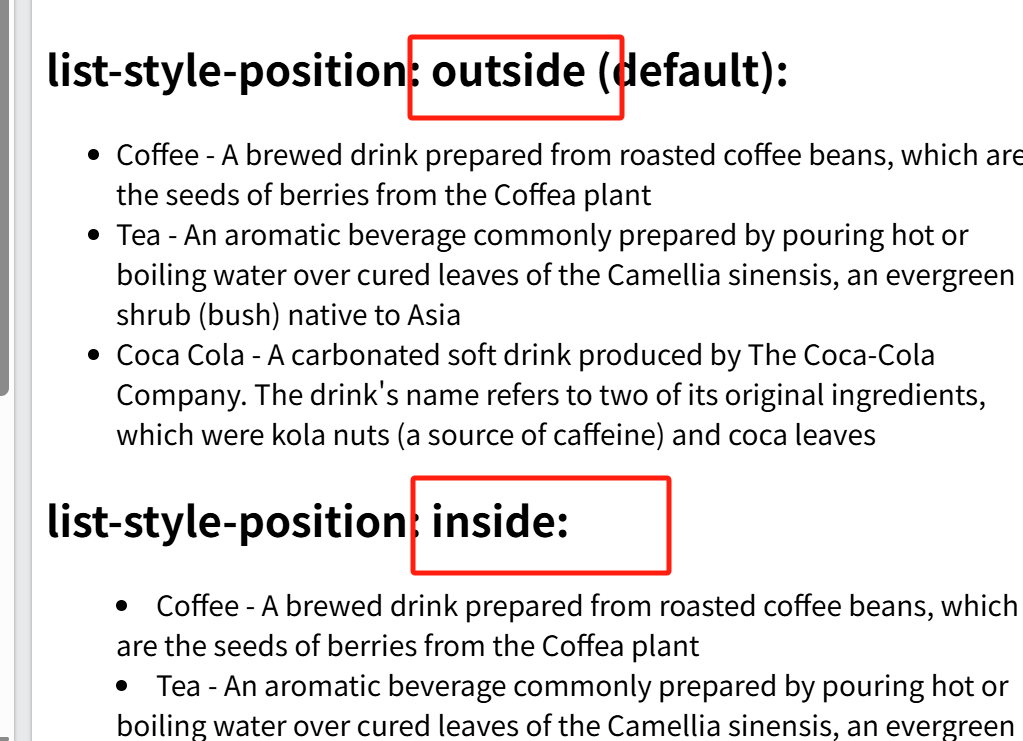 list-style-position: outside (default):
• Coffee - A brewed drink prepared from roasted coffee beans, which are
the seeds of berries from the Coffea plant
• Tea - An aromatic beverage commonly prepared by pouring hot or
boiling water over cured leaves of the Camellia sinensis, an evergreen
shrub (bush) native to Asia
• Coca Cola - A carbonated soft drink produced by The Coca-Cola
Company. The drink's name refers to two of its original ingredients,
which were kola nuts (a source of caffeine) and coca leaves
list-style-position: inside:
• Coffee - A brewed drink prepared from roasted coffee beans, which
are the seeds of berries from the Coffea plant
• Tea - An aromatic beverage commonly prepared by pouring hot or
boiling water over cured leaves of the Camellia sinensis, an evergreen